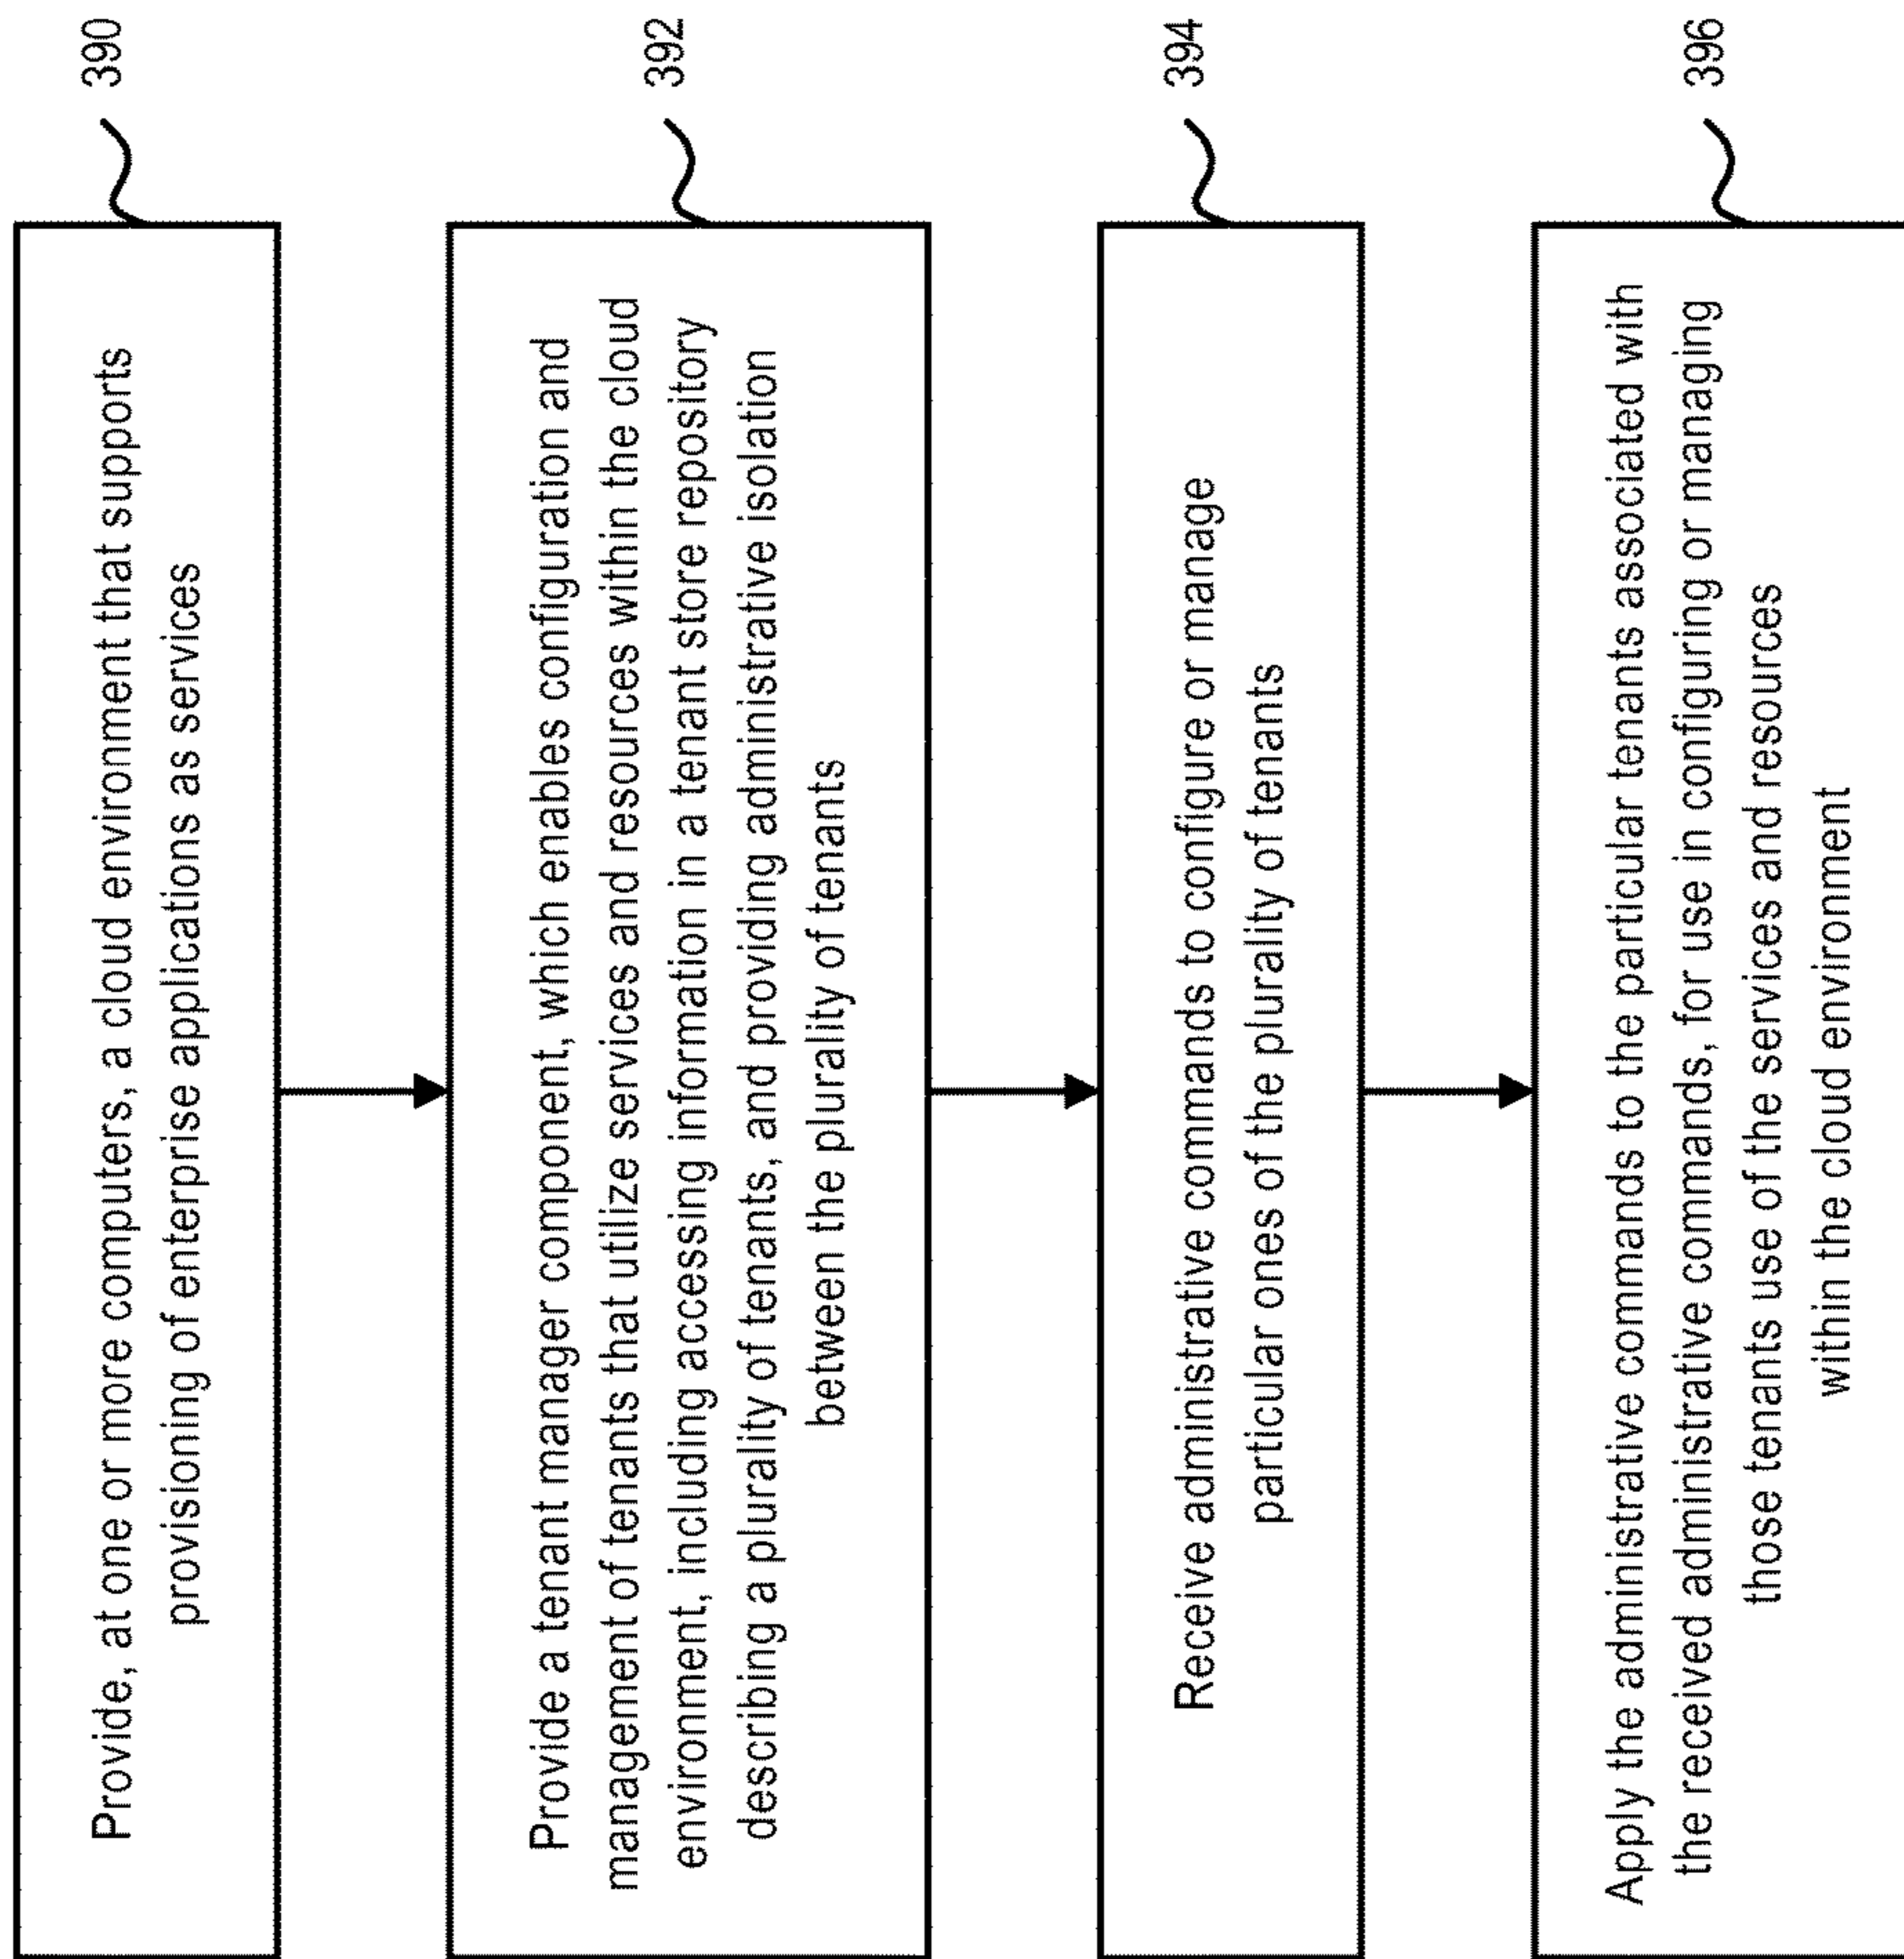 Provide, at one or more computers, a cloud environment that supports
provisioning of enterprise applications as services
390
Provide a tenant manager component, which enables configuration and
management of tenants that utilize services and resources within the cloud
environment, including accessing information in a tenant store repository
describing a plurality of tenants, and providing administrative isolation
between the plurality of tenants
392
Receive administrative commands to configure or manage
particular ones of the plurality of tenants
394
Apply the administrative commands to the particular tenants associated with
the received administrative commands, for use in configuring or managing
those tenants use of the services and resources
within the cloud environment
396